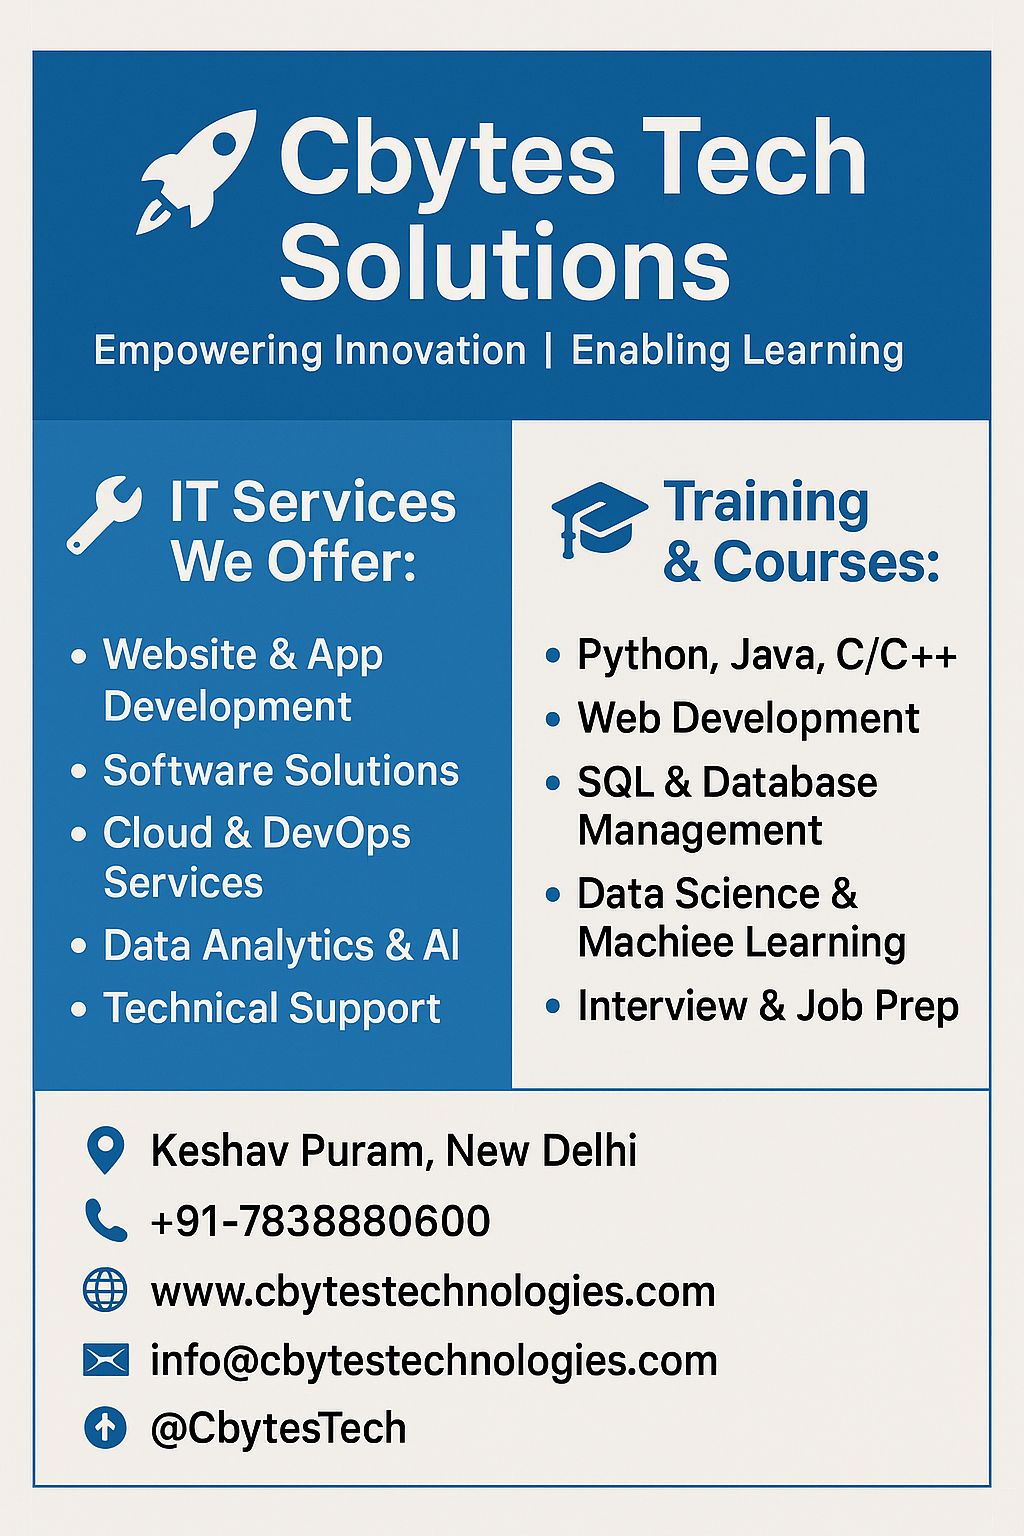 Cbytes Tech
Solutions
Empowering Innovation | Enabling Learning
IT Services
We Offer:
• Website & App
Development
• Software Solutions
• Cloud & DevOps
Services
• Data Analytics & AI
• Technical Support
Training
& Courses:
• Python, Java, C/C++
• Web Development
• SQL & Database
Management
• Data Science &
Machiee Learning
• Interview & Job Prep
Keshav Puram, New Delhi
+91-7838880600
www.cbytestechnologies.com
info@cbytestechnologies.com
@CbytesTech